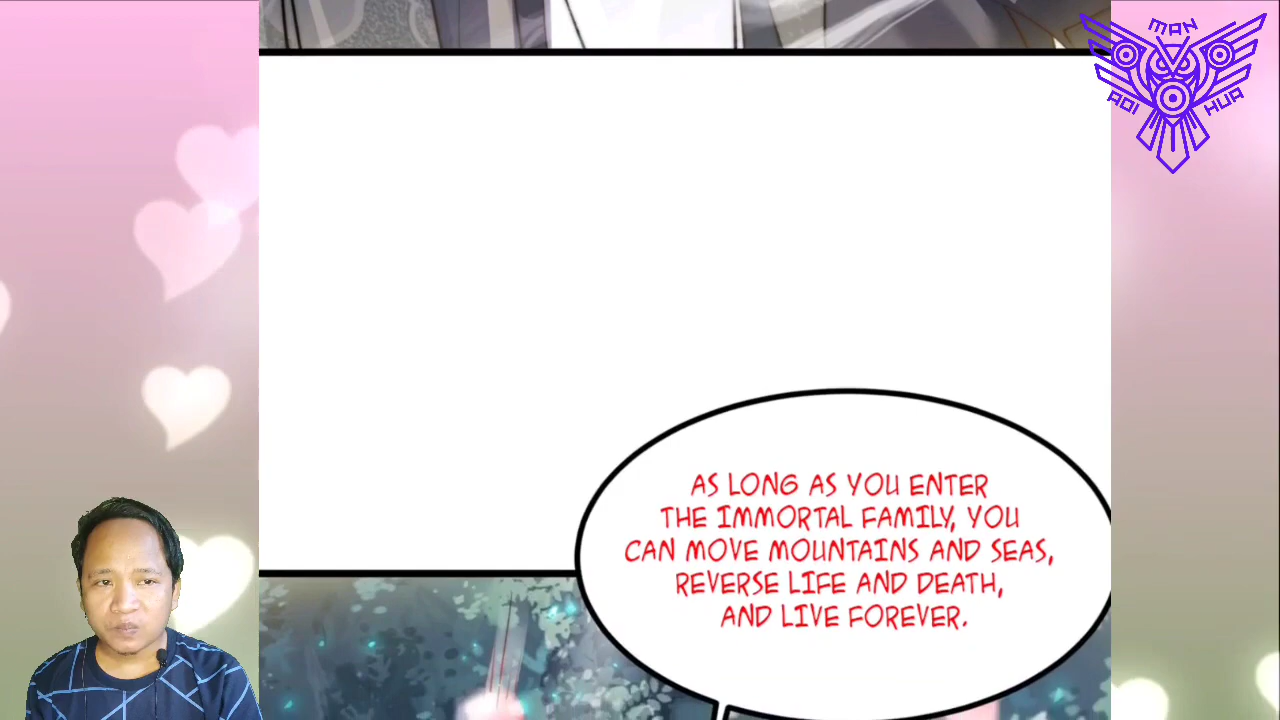 MAN
AOI HUA
AS LONG AS YOU ENTER
THE IMMORTAL FAMILY, YOU
CAN MOVE MOUNTAINS AND SEAS,
REVERSE LIFE AND DEATH,
AND LIVE FOREVER.